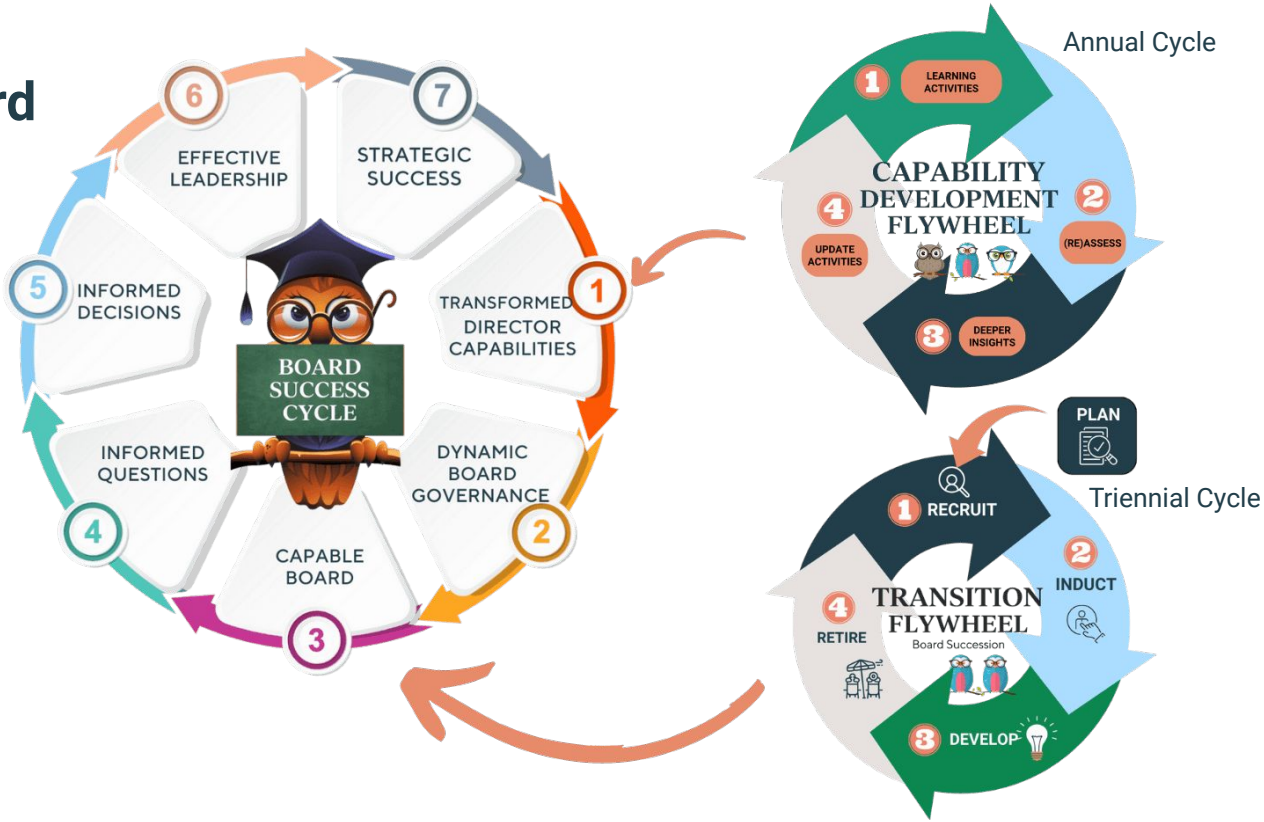 rd
6
EFFECTIVE
LEADERSHIP
7
STRATEGIC
SUCCESS
1
TRANSFORMED
DIRECTOR
CAPABILITIES
2
DYNAMIC
BOARD
GOVERNANCE
3
CAPABLE
BOARD
4
INFORMED
QUESTIONS
5
INFORMED
DECISIONS
BOARD
SUCCESS
CYCLE
Annual Cycle
1
LEARNING
ACTIVITIES
2
(RE)ASSESS
3
DEEPER
INSIGHTS
4
UPDATE
ACTIVITIES
CAPABILITY
DEVELOPMENT
FLYWHEEL
PLAN
Triennial Cycle
1 RECRUIT
2
INDUCT
3 DEVELOP
4
RETIRE
TRANSITION
FLYWHEEL
Board Succession